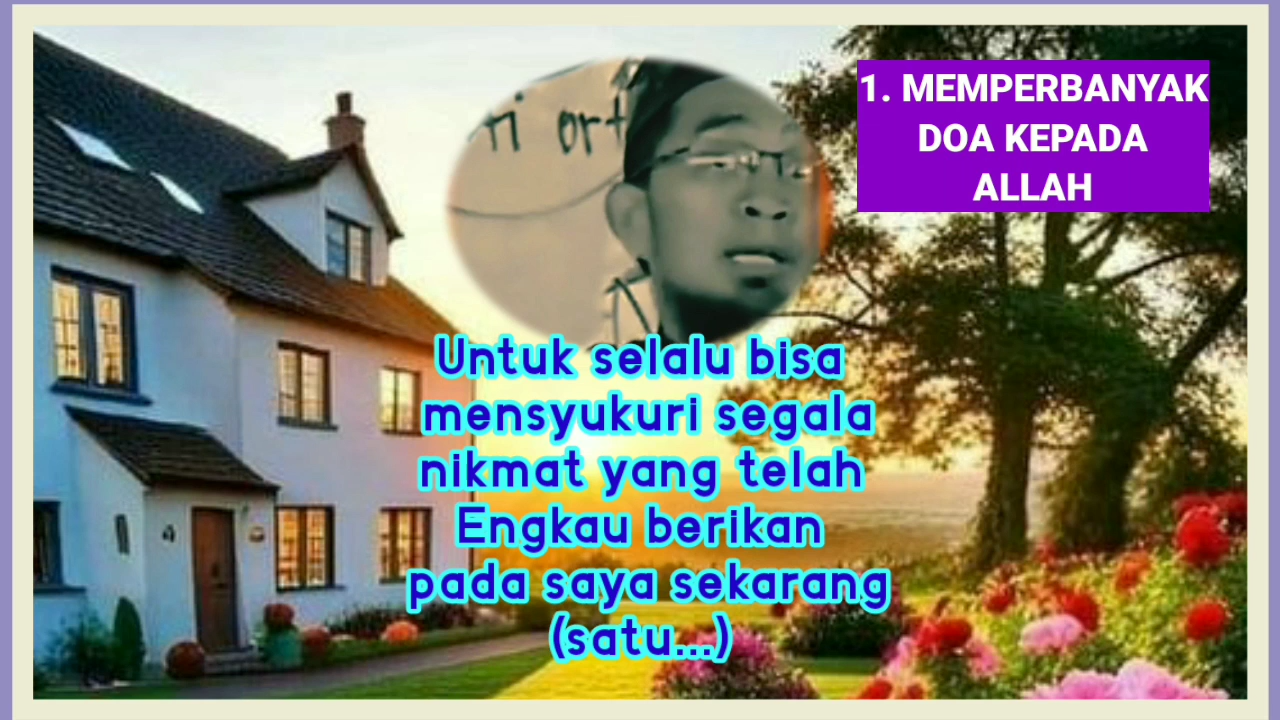 1. MEMPERBANYAK
DOA KEPADA
ALLAH
Untuk selalu bisa
mensyukuri segala
nikmat yang telah
Engkau berikan
pada saya sekarang
(satu...)